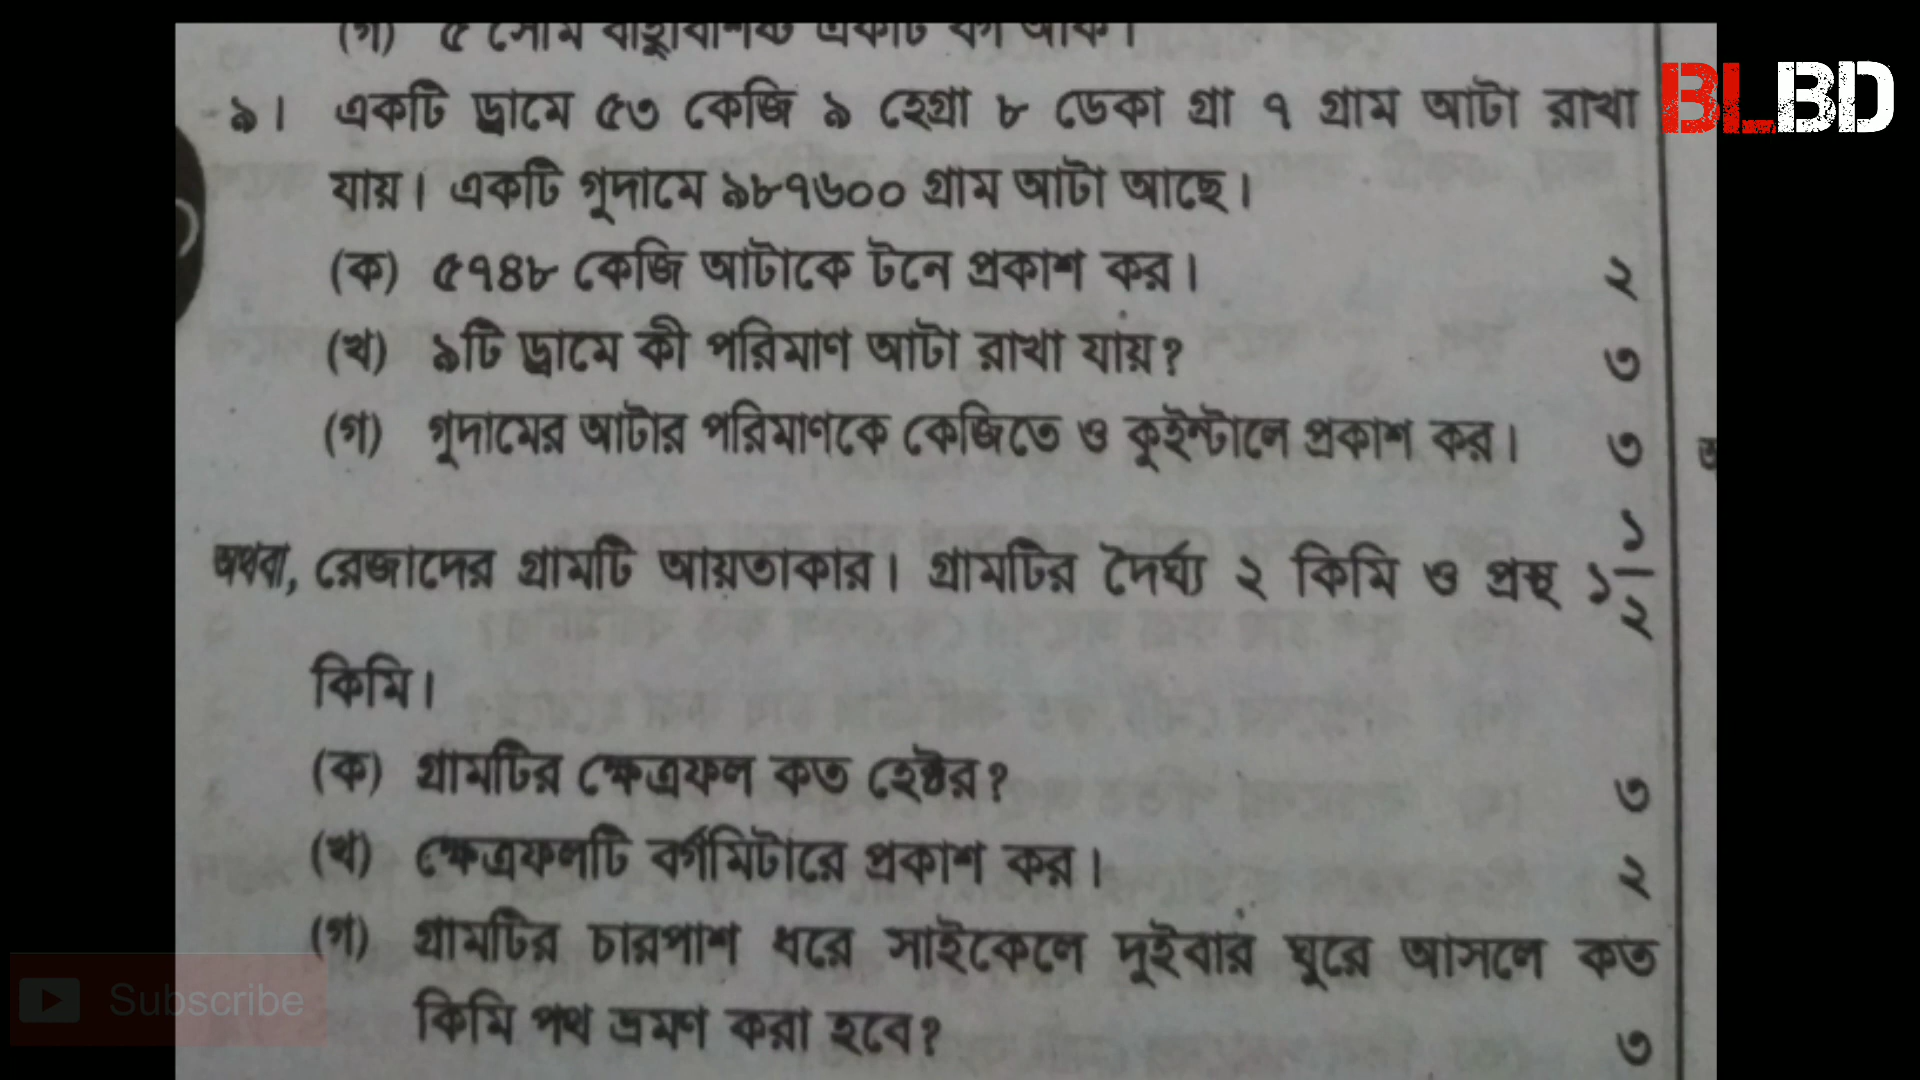 (গ) ৫ সেমি বাহুবিশিষ্ট একটি বর্গ আঁক।
BLBD
৯। একটি ড্রামে ৫৩ কেজি ৯ হেগ্রা ৮ ডেকা গ্রা ৭ গ্রাম আটা রাখা
যায়। একটি গুদামে ৯৮৭৬০০ গ্রাম আটা আছে।
(ক) ৫৭৪৮ কেজি আটাকে টনে প্রকাশ কর। ২
(খ) ৯টি ড্রামে কী পরিমাণ আটা রাখা যায়? ৩
(গ) গুদামের আটার পরিমাণকে কেজিতে ও কুইন্টালে প্রকাশ কর। ৩
অথবা, রেজাদের গ্রামটি আয়তাকার। গ্রামটির দৈর্ঘ্য ২ কিমি ও প্রস্থ ১ ১/২
কিমি।
(ক) গ্রামটির ক্ষেত্রফল কত হেক্টর? ৩
(খ) ক্ষেত্রফলটি বর্গমিটারে প্রকাশ কর। ২
(গ) গ্রামটির চারপাশ ধরে সাইকেলে দুইবার ঘুরে আসলে কত
কিমি পথ ভ্রমণ করা হবে? ৩
Subscribe